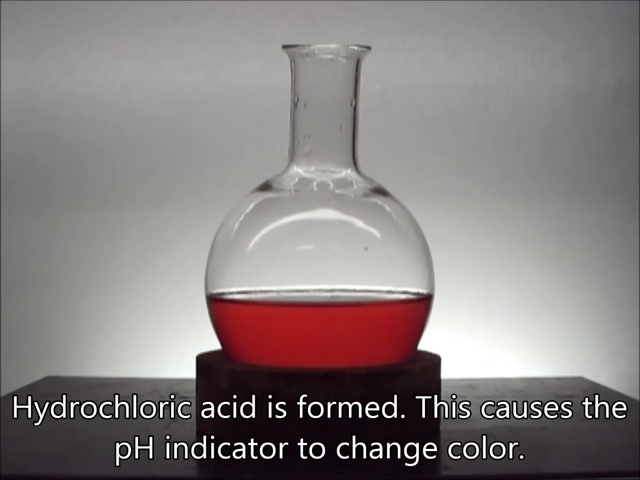 Hydrochloric acid is formed. This causes the
pH indicator to change color.